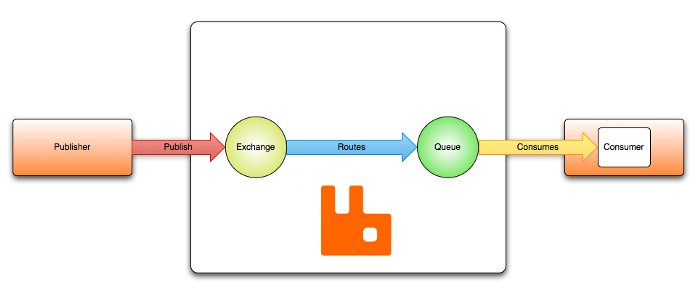 Publisher
Publish
Exchange
Routes
Queue
Consumes
Consumer